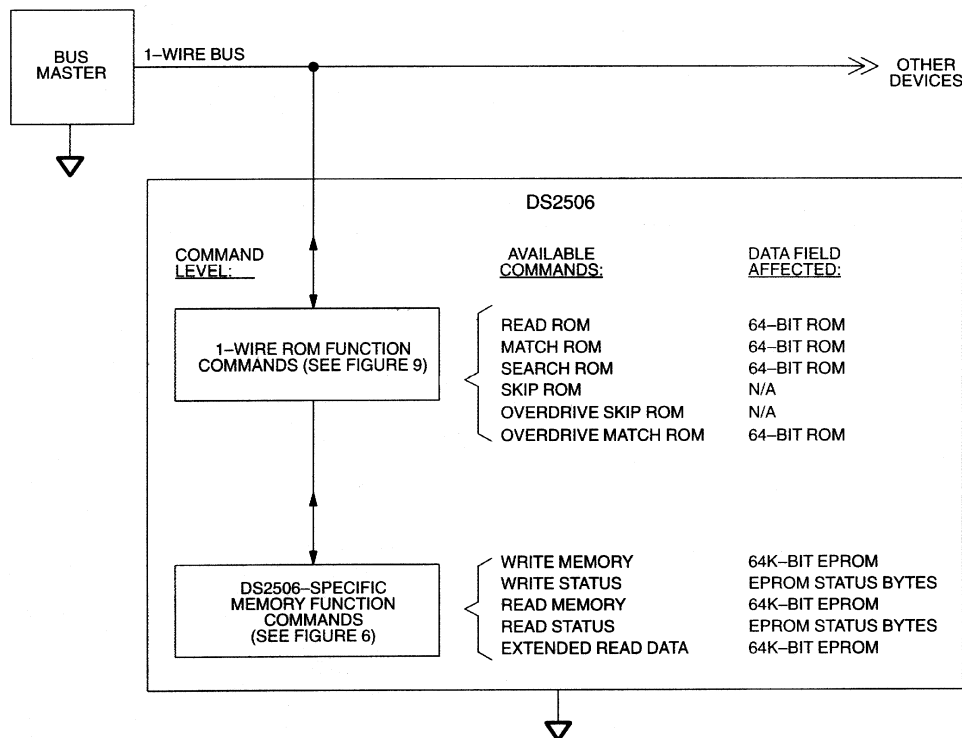 BUS
MASTER
1–WIRE BUS
OTHER
DEVICES
DS2506
COMMAND
LEVEL:
AVAILABLE
COMMANDS:
DATA FIELD
AFFECTED:
1–WIRE ROM FUNCTION
COMMANDS (SEE FIGURE 9)
READ ROM 64–BIT ROM
MATCH ROM 64–BIT ROM
SEARCH ROM 64–BIT ROM
SKIP ROM N/A
OVERDRIVE SKIP ROM N/A
OVERDRIVE MATCH ROM 64–BIT ROM
DS2506–SPECIFIC
MEMORY FUNCTION
COMMANDS
(SEE FIGURE 6)
WRITE MEMORY 64K–BIT EPROM
WRITE STATUS EPROM STATUS BYTES
READ MEMORY 64K–BIT EPROM
READ STATUS EPROM STATUS BYTES
EXTENDED READ DATA 64K–BIT EPROM